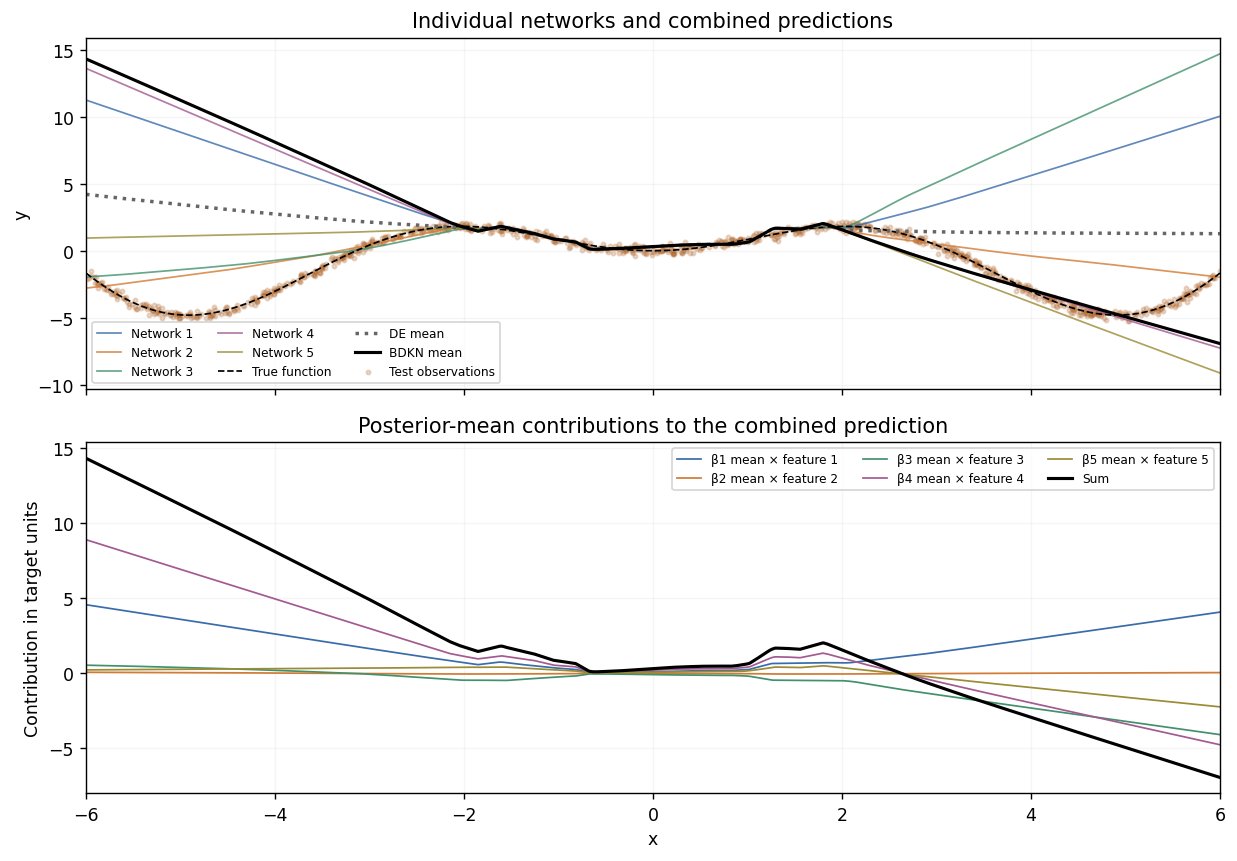 Individual networks and combined predictions
15
10
5
0
−5
−10
y
Network 1
Network 2
Network 3
Network 4
Network 5
True function
DE mean
BDKN mean
Test observations
Posterior-mean contributions to the combined prediction
15
10
5
0
−5
Contribution in target units
β1 mean × feature 1
β2 mean × feature 2
β3 mean × feature 3
β4 mean × feature 4
β5 mean × feature 5
Sum
−6
−4
−2
0
2
4
6
x